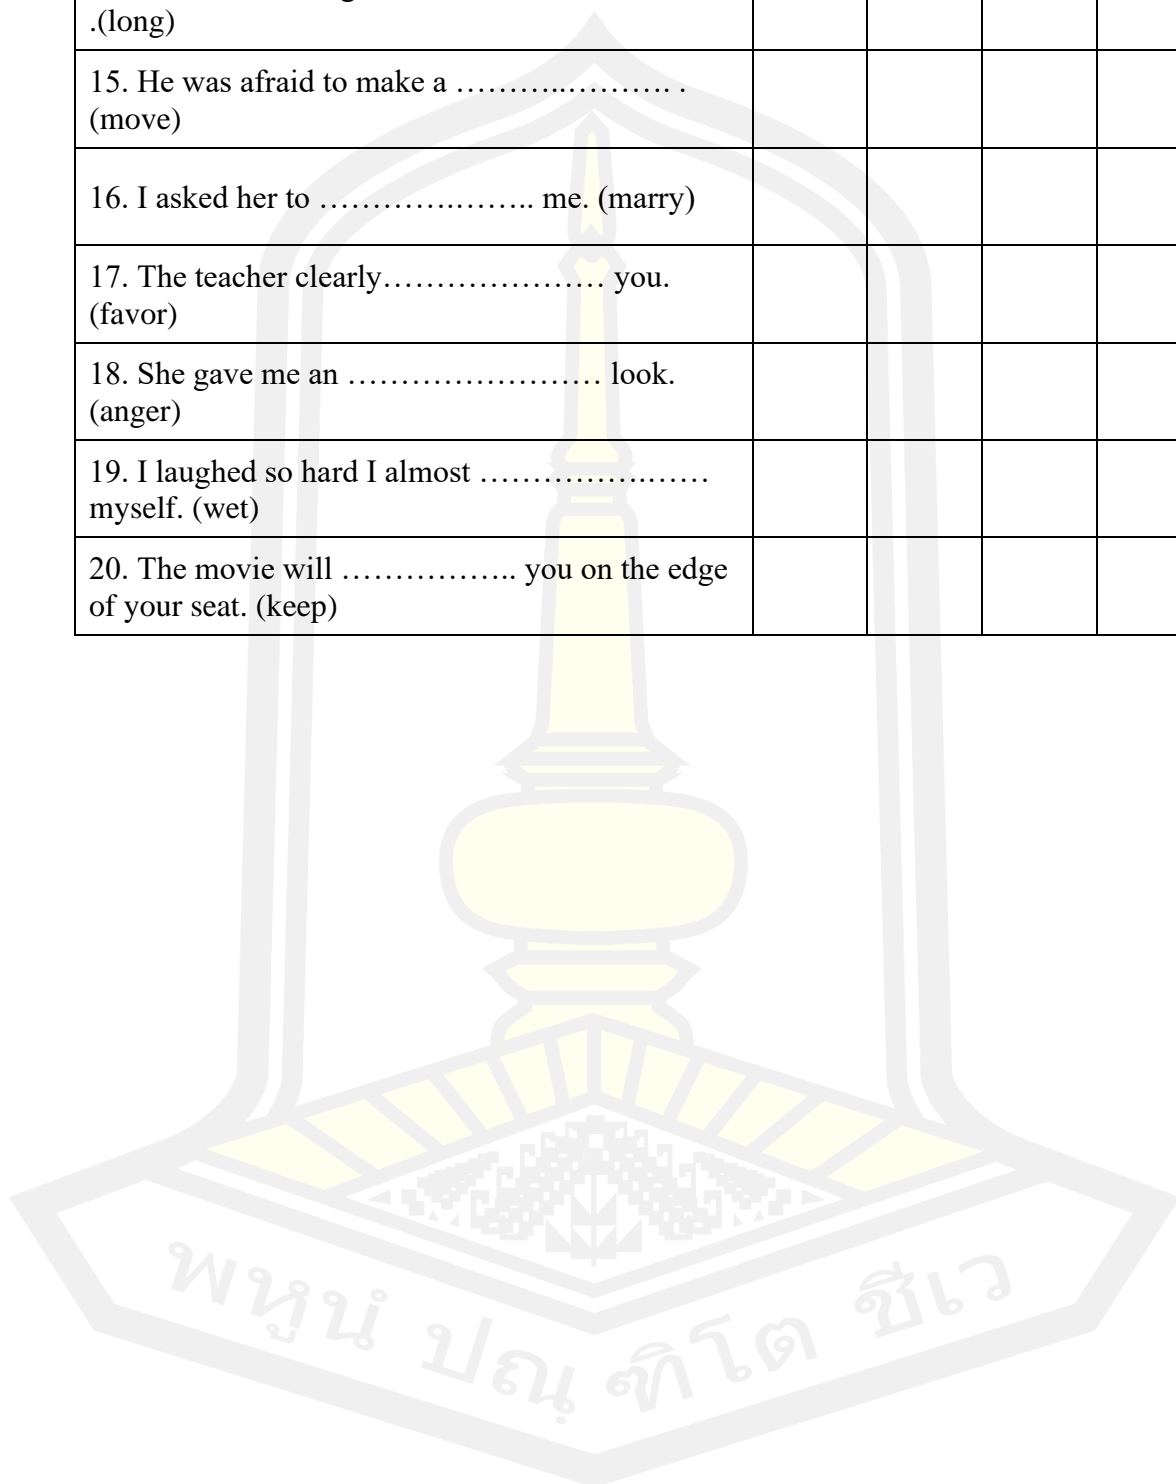 .(long)
15. He was afraid to make a ………..……….. .
(move)
16. I asked her to …………..…….. me. (marry)
17. The teacher clearly………………… you.
(favor)
18. She gave me an …………………… look.
(anger)
19. I laughed so hard I almost …………….……
myself. (wet)
20. The movie will …………….. you on the edge
of your seat. (keep)
พหูนํ ปณฺฑิโต ชีเว